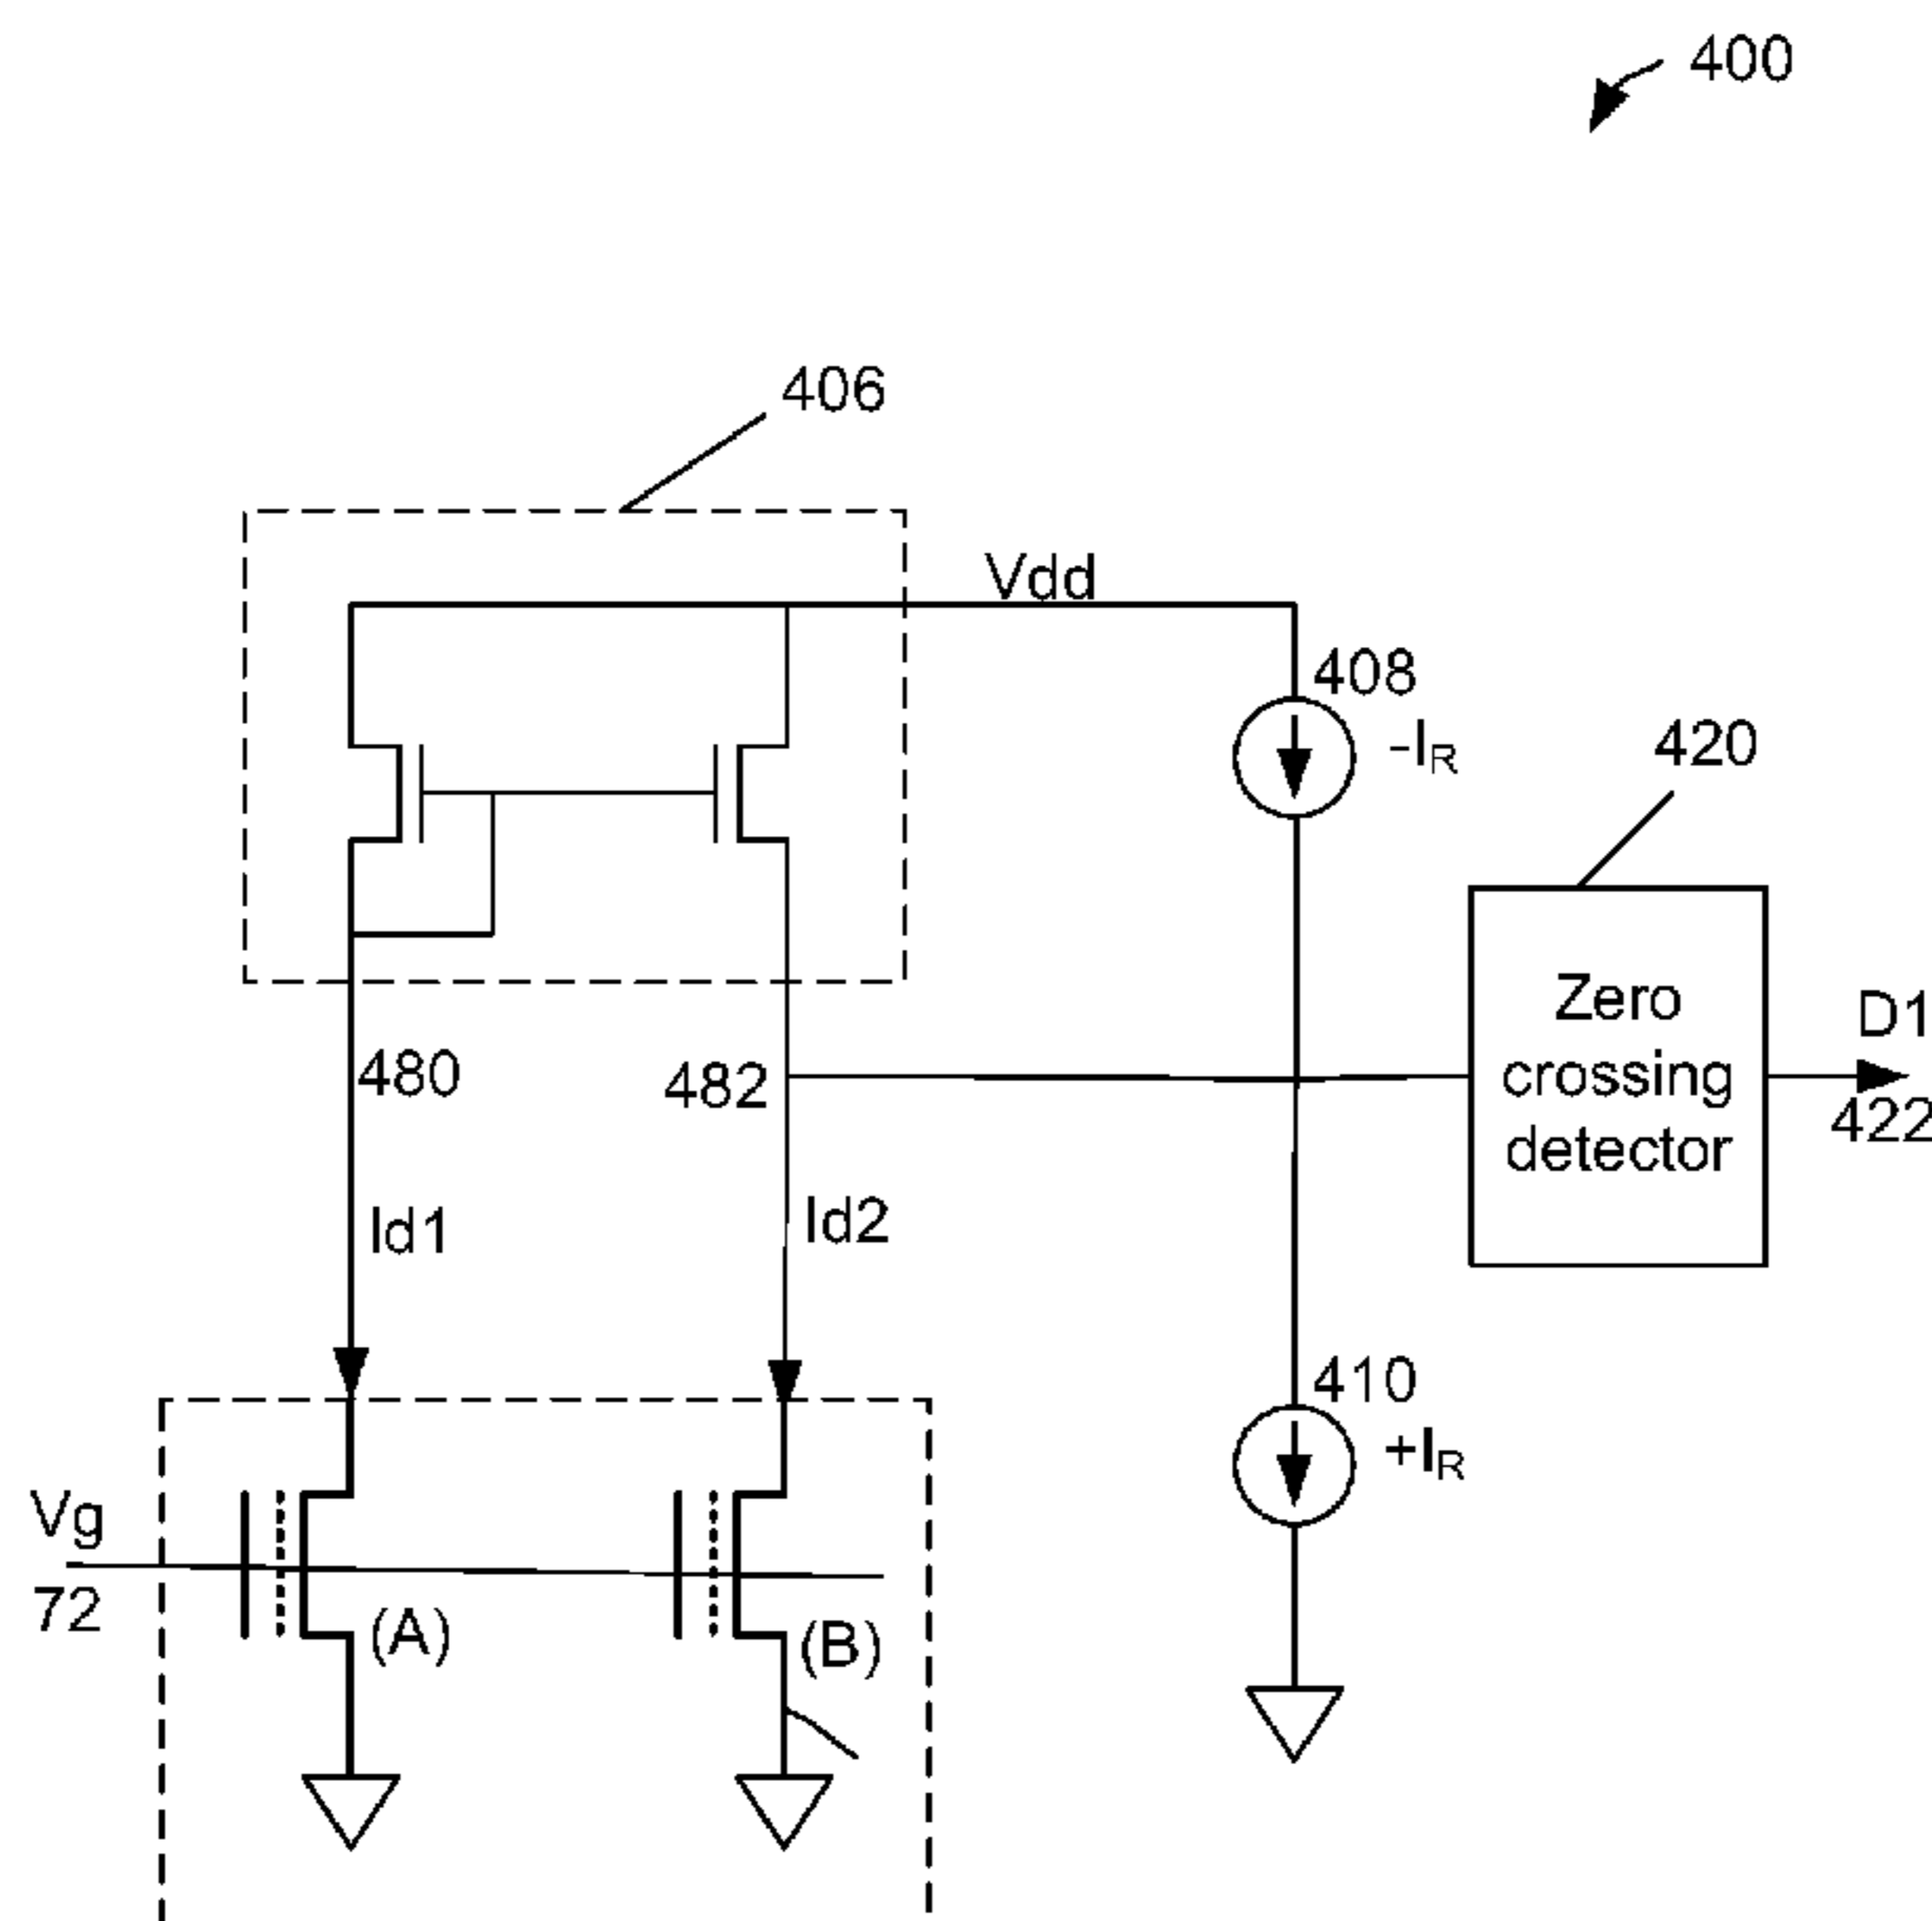 400
406
Vdd
408
-IR
420
Zero
crossing
detector
D1
422
480
482
Id1
Id2
410
+IR
Vg
72
(A)
(B)